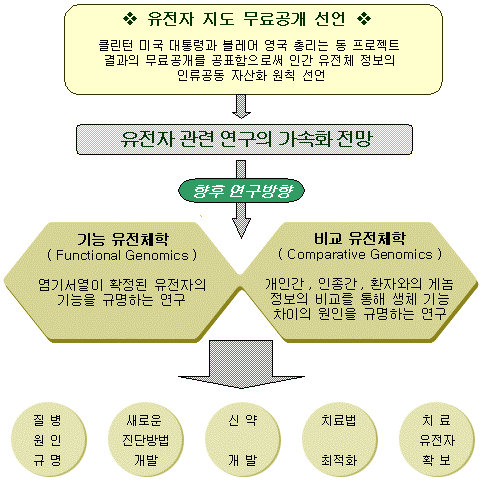 ❖ 유전자 지도 무료공개 선언 ❖
클린턴 미국 대통령과 블레어 영국 총리는 동 프로젝트
결과의 무료공개를 공표함으로써 인간 유전체 정보의
인류공동 자산화 원칙 선언
유전자 관련 연구의 가속화 전망
향후 연구방향
기능 유전체학
( Functional Genomics )
염기서열이 확정된 유전자의
기능을 규명하는 연구
비교 유전체학
( Comparative Genomics )
개인간 , 인종간 , 환자와의 게놈
정보의 비교를 통해 생체 기능
차이의 원인을 규명하는 연구
질 병
원 인
규 명
새로운
진단방법
개발
신 약
개 발
치료법
최적화
치 료
유전자
확 보